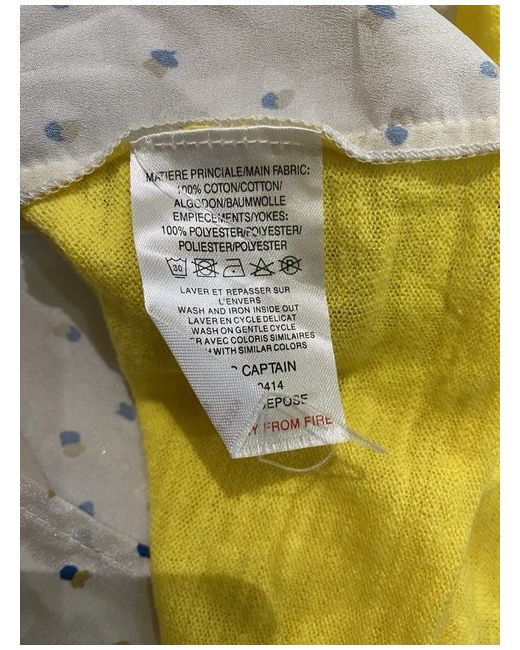 MATIERE PRINCIALE/MAIN FABRIC:
100% COTON/COTTON/
ALGODON/BAUMWOLLE
EMPIECEMENTS/YOKES:
100% POLYESTER/POLYESTER/
POLIESTER/POLYESTER
30
LAVER ET REPASSER SUR
L'ENVERS
WASH AND IRON INSIDE OUT
LAVER EN CYCLE DELICAT
WASH ON GENTLE CYCLE
AVEC COLORIS SIMILAIRES
WITH SIMILAR COLORS
CAPTAIN
0414
FROM FIRE